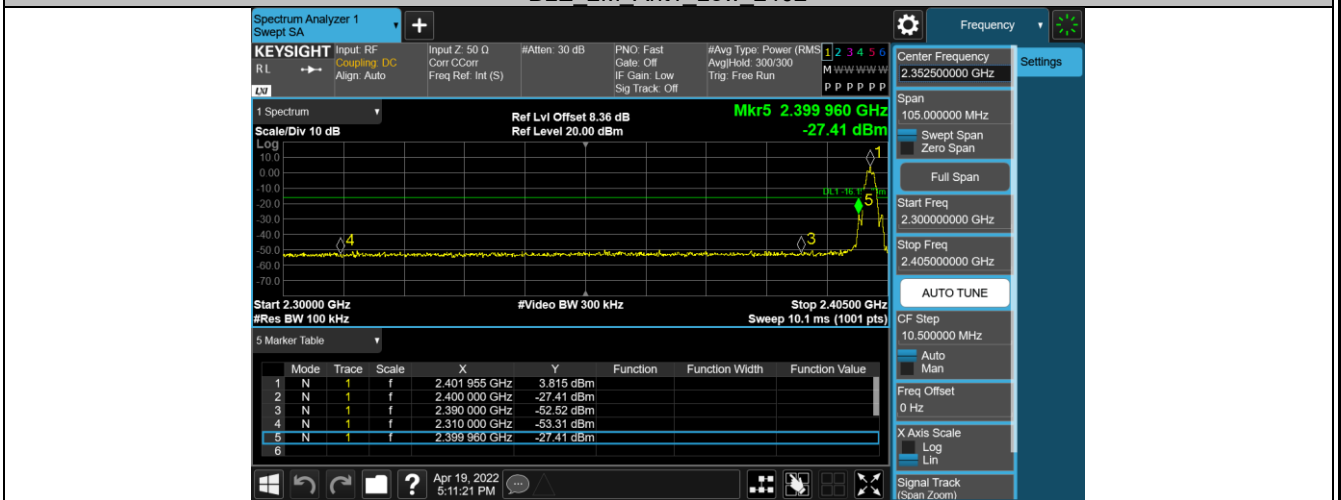 Spectrum Analyzer 1
Swept SA
+
Frequency
KEYSIGHT
RL
LXI
Input: RF
Coupling: DC
Align: Auto
Input Z: 50 Ω
Corr CCorr
Freq Ref: Int (S)
#Atten: 30 dB
PNO: Fast
Gate: Off
IF Gain: Low
Sig Track: Off
#Avg Type: Power (RMS
Avg|Hold: 300/300
Trig: Free Run
1 2 3 4 5 6
M W W W W W
P P P P P P
1 Spectrum
Scale/Div 10 dB
Log
Ref Lvl Offset 8.36 dB
Ref Level 20.00 dBm
Mkr5 2.399 960 GHz
-27.41 dBm
10.0
0.00
-10.0
-20.0
-30.0
-40.0
-50.0
-60.0
-70.0
1
5
4
3
Start 2.30000 GHz
#Res BW 100 kHz
#Video BW 300 kHz
Stop 2.40500 GHz
Sweep 10.1 ms (1001 pts)
5 Marker Table
Mode Trace Scale X Y Function Function Width Function Value
1 N 1 f 2.401 955 GHz 3.815 dBm
2 N 1 f 2.400 000 GHz -27.41 dBm
3 N 1 f 2.390 000 GHz -52.52 dBm
4 N 1 f 2.310 000 GHz -53.31 dBm
5 N 1 f 2.399 960 GHz -27.41 dBm
6
Apr 19, 2022
5:11:21 PM
Center Frequency
2.352500000 GHz
Settings
Span
105.000000 MHz
Swept Span
Zero Span
Full Span
Start Freq
2.300000000 GHz
Stop Freq
2.405000000 GHz
AUTO TUNE
CF Step
10.500000 MHz
Auto
Man
Freq Offset
0 Hz
X Axis Scale
Log
Lin
Signal Track
(Span Zoom)